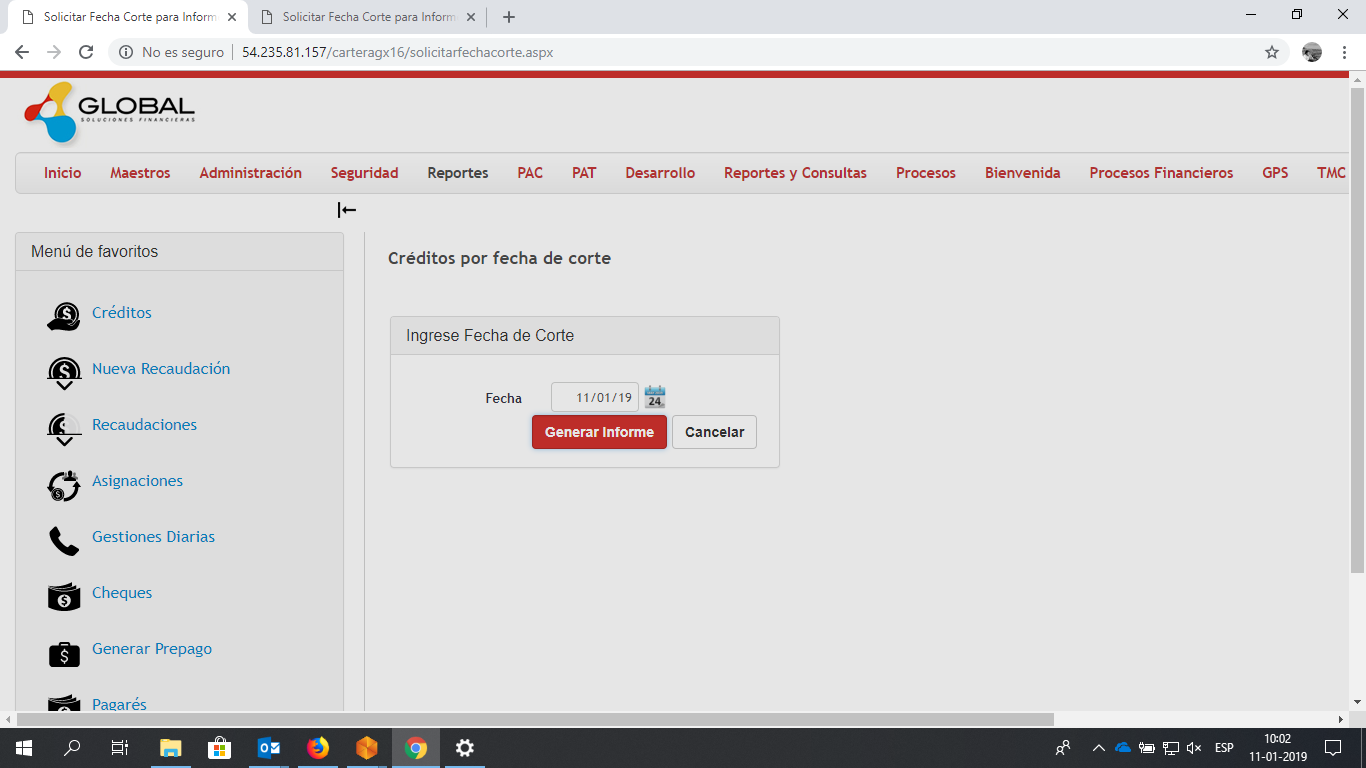 Solicitar Fecha Corte para Inform
Solicitar Fecha Corte para Inform
No es seguro
54.235.81.157/carteragx16/solicitarfechacorte.aspx
GLOBAL
SOLUCIONES FINANCIERAS
Inicio Maestros Administración Seguridad Reportes PAC PAT Desarrollo Reportes y Consultas Procesos Bienvenida Procesos Financieros GPS TMC
Menú de favoritos
Créditos
Nueva Recaudación
Recaudaciones
Asignaciones
Gestiones Diarias
Cheques
Generar Prepago
Pagarés
Créditos por fecha de corte
Ingrese Fecha de Corte
Fecha 11/01/19 24
Generar Informe Cancelar
ESP
10:02
11-01-2019